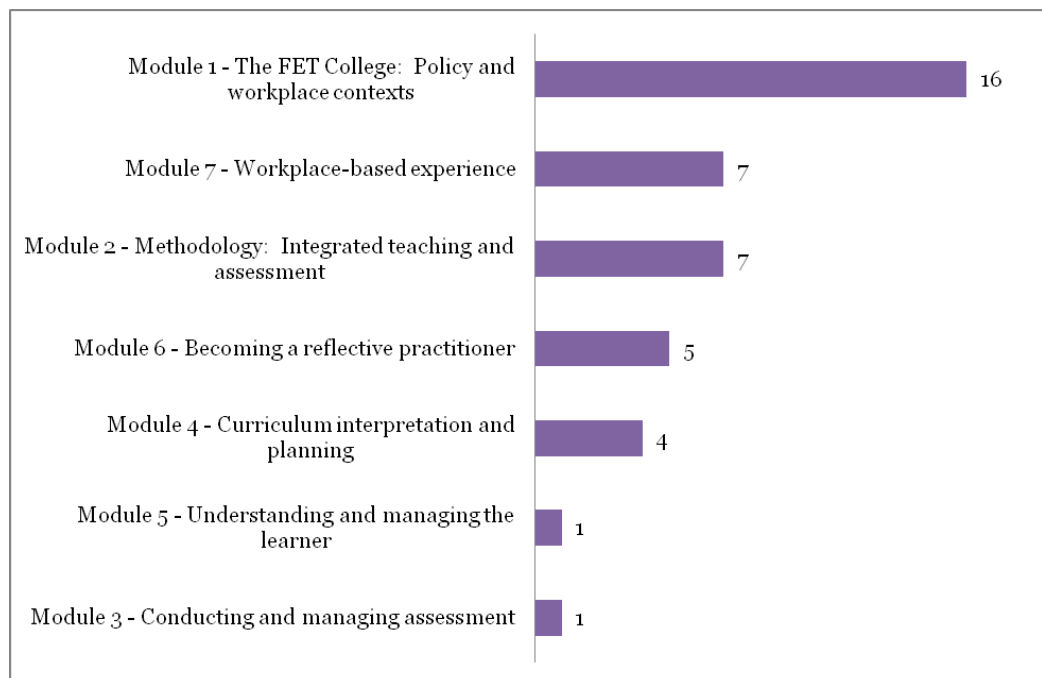 Module 1 - The FET College:  Policy and
workplace contexts
16
Module 7 - Workplace-based experience
7
Module 2 - Methodology:  Integrated teaching and
assessment
7
Module 6 - Becoming a reflective practitioner
5
Module 4 - Curriculum interpretation and
planning
4
Module 5 - Understanding and managing the
learner
1
Module 3 - Conducting and managing assessment
1